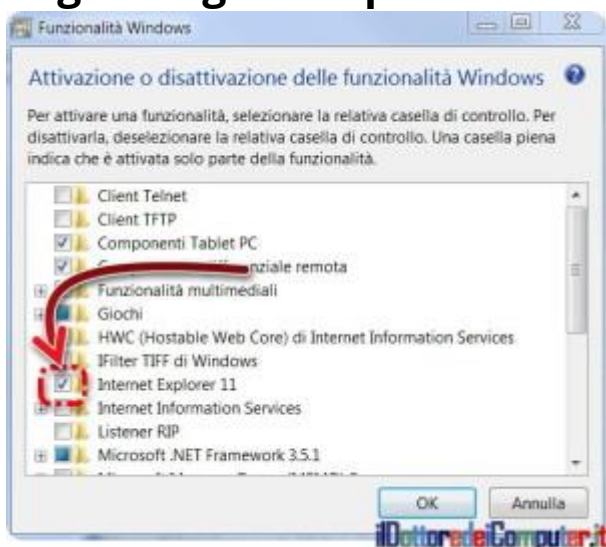 Funzionalità Windows
Attivazione o disattivazione delle funzionalità Windows
Per attivare una funzionalità, selezionare la relativa casella di controllo. Per
disattivarla, deselezionare la relativa casella di controllo. Una casella piena
indica che è attivata solo parte della funzionalità.
Client Telnet
Client TFTP
Componenti Tablet PC
remota
Funzionalità multimediali
Giochi
HWC (Hostable Web Core) di Internet Information Services
IFilter TIFF di Windows
Internet Explorer 11
Internet Information Services
Listener RIP
Microsoft .NET Framework 3.5.1
OK
Annulla
ilDottoredeiComputer.it